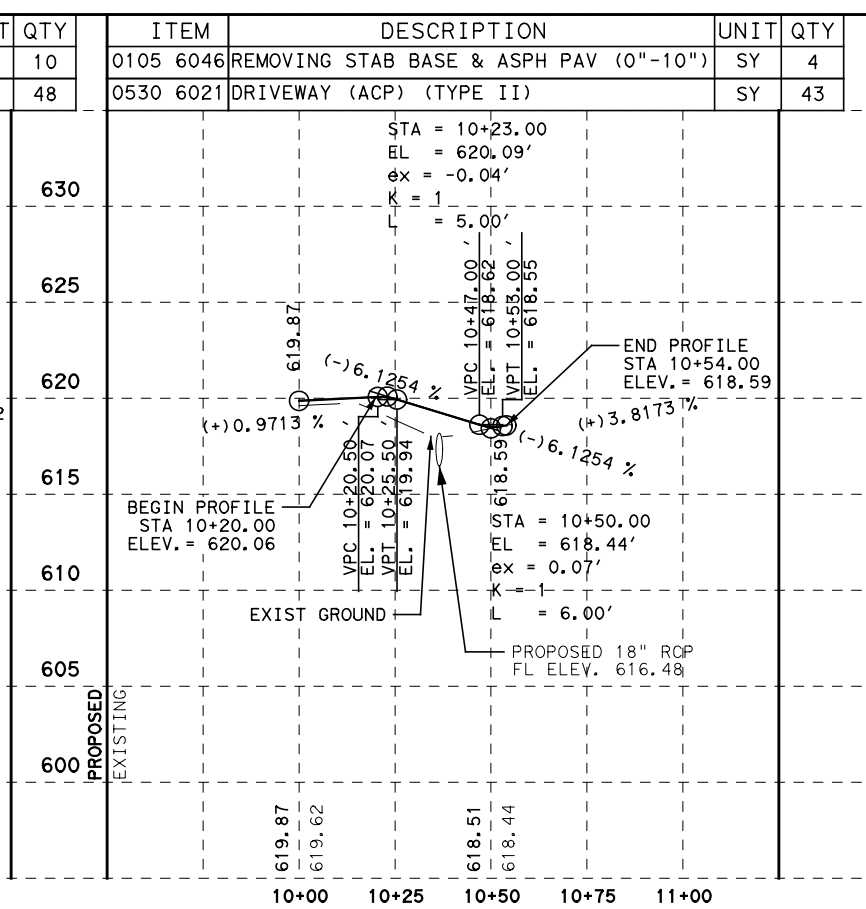 T QTY ITEM DESCRIPTION UNIT QTY
10 0105 6046 REMOVING STAB BASE & ASPH PAV (0"-10") SY 4
48 0530 6021 DRIVEWAY (ACP) (TYPE II) SY 43
STA = 10+23.00
EL = 620.09'
ex = -0.04'
K = 1
L = 5.00'
630
625
620
615
610
605
600
PROPOSED
EXISTING
619.87
(-)6.1254 %
(+)0.9713 %
VPC 10+47.00'
EL. = 618.62
VPT 10+53.00'
EL. = 618.55
END PROFILE
STA 10+54.00
ELEV.= 618.59
(+)3.8173 %
(-)6.1254 %
618.59
BEGIN PROFILE
STA 10+20.00
ELEV.= 620.06
VPC 10+20.50'
EL. = 620.07
VPT 10+25.50'
EL. = 619.94
STA = 10+50.00
EL = 618.44'
ex = 0.07'
K = 1
L = 6.00'
EXIST GROUND
PROPOSED 18" RCP
FL ELEV. 616.48
619.87
619.62
618.51
618.44
10+00 10+25 10+50 10+75 11+00